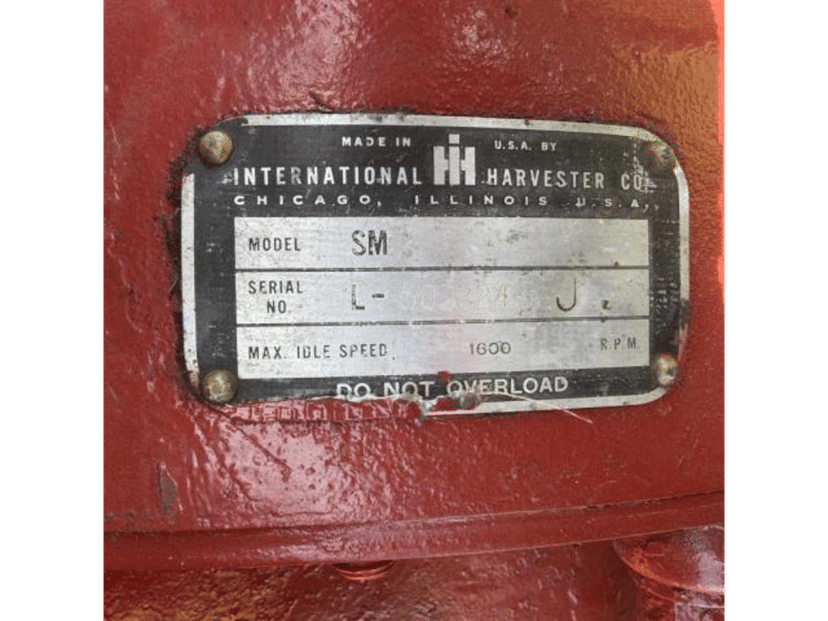 MADE IN IH U.S.A. BY
INTERNATIONAL HARVESTER CO.
CHICAGO, ILLINOIS U.S.A.
MODEL SM
SERIAL NO. L- J
MAX. IDLE SPEED 1600 R.P.M.
DO NOT OVERLOAD